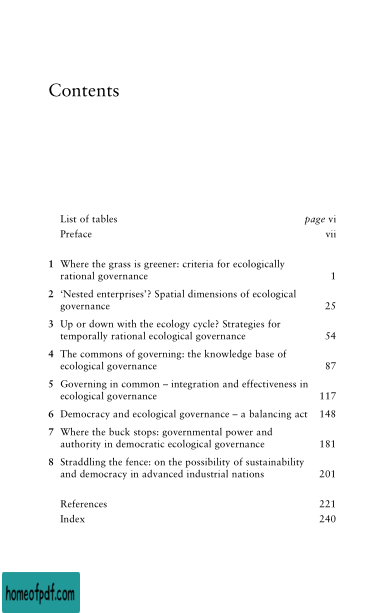 Contents
List of tables page vi
Preface vii
1 Where the grass is greener: criteria for ecologically
rational governance 1
2 ‘Nested enterprises’? Spatial dimensions of ecological
governance 25
3 Up or down with the ecology cycle? Strategies for
temporally rational ecological governance 54
4 The commons of governing: the knowledge base of
ecological governance 87
5 Governing in common – integration and effectiveness in
ecological governance 117
6 Democracy and ecological governance – a balancing act 148
7 Where the buck stops: governmental power and
authority in democratic ecological governance 181
8 Straddling the fence: on the possibility of sustainability
and democracy in advanced industrial nations 201
References 221
Index 240
homeofpdf.com